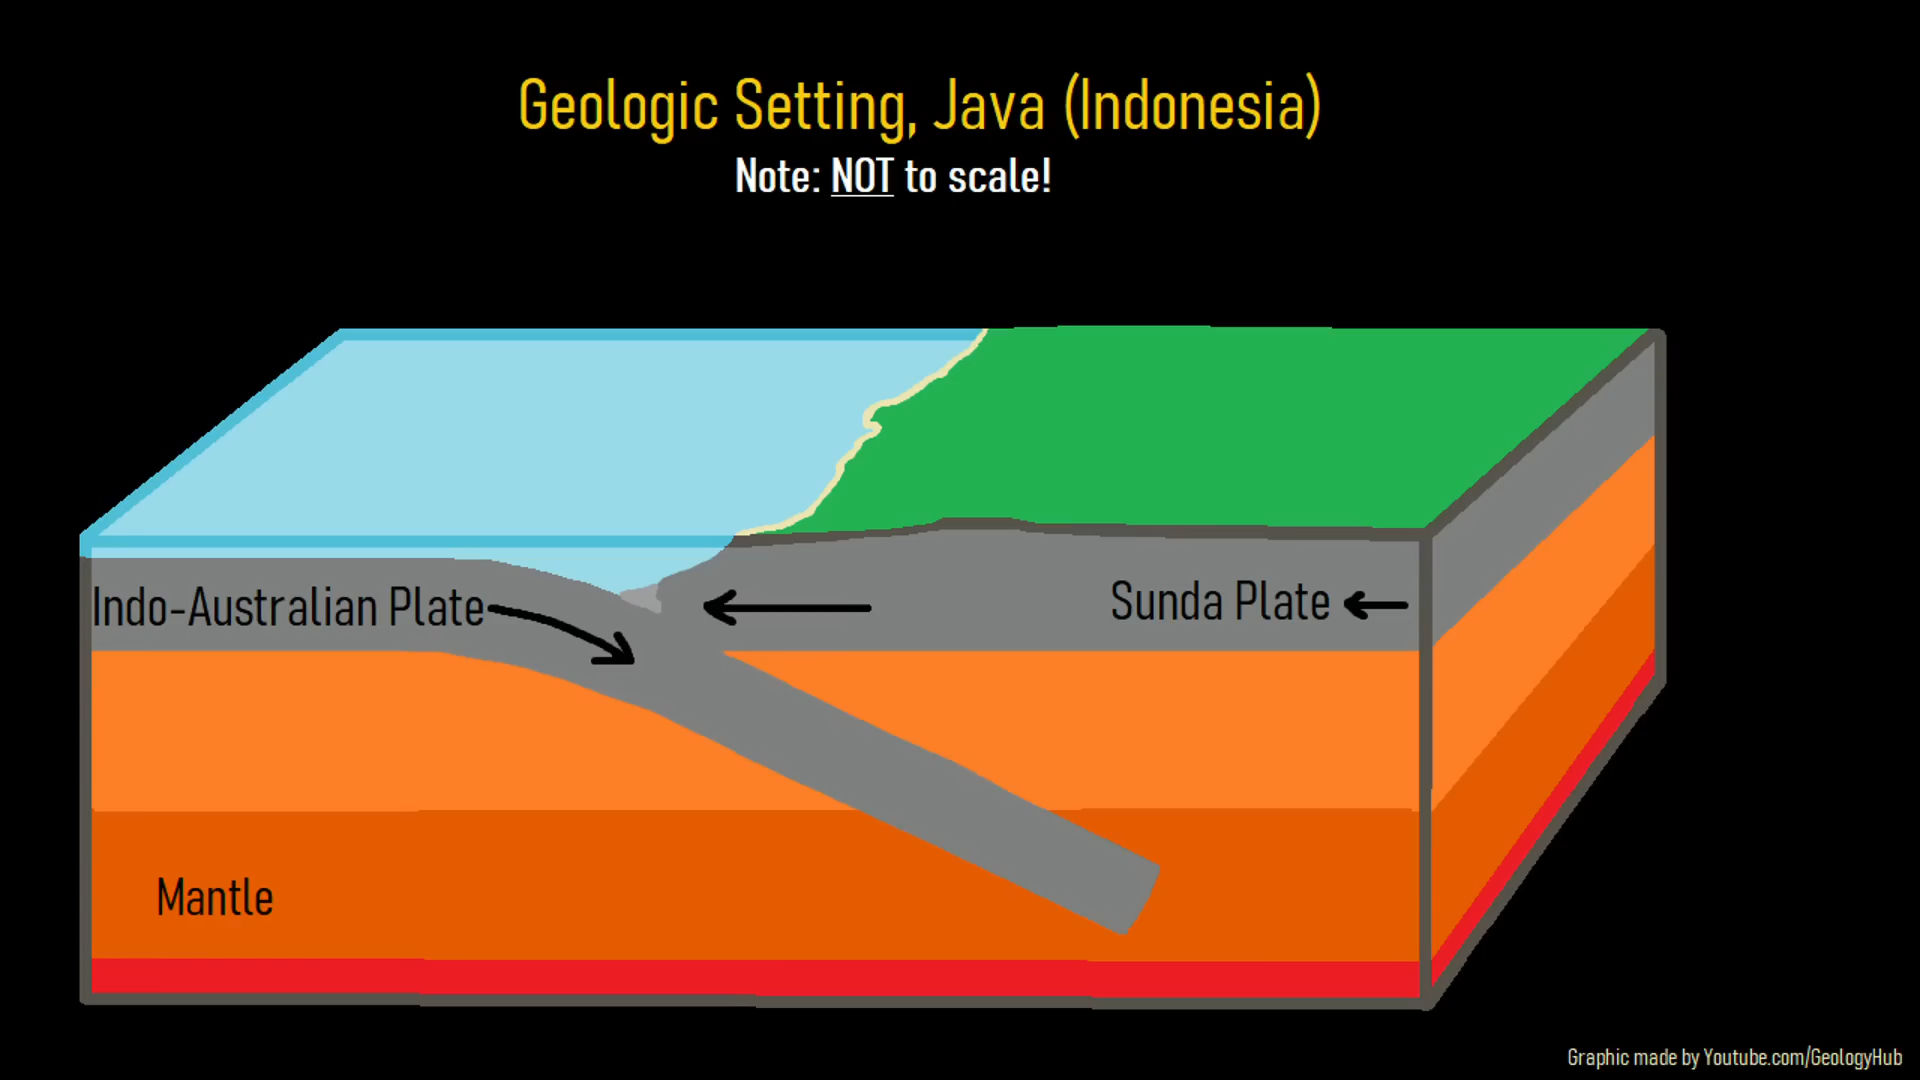 Geologic Setting, Java (Indonesia)
Note: NOT to scale!
Indo-Australian Plate
Sunda Plate
Mantle
Graphic made by Youtube.com/GeologyHub